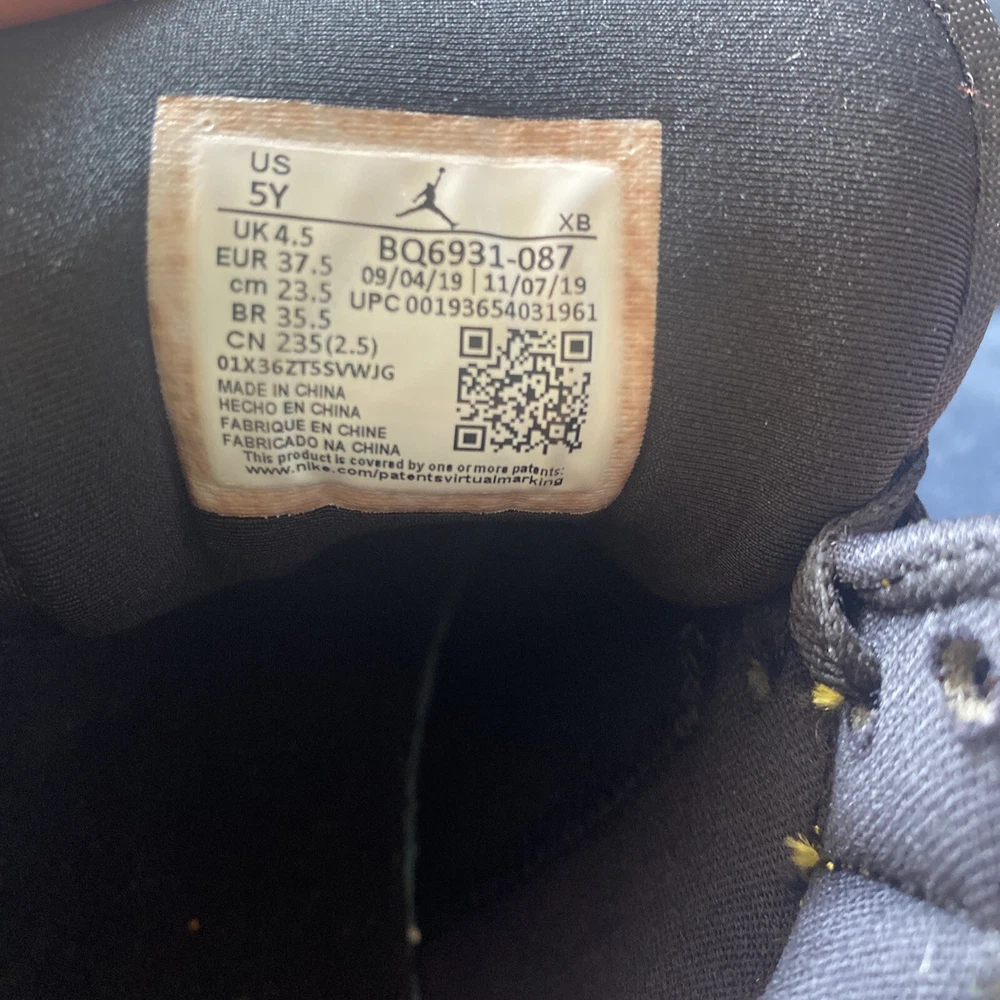 US
5Y
XB
UK 4.5
EUR 37.5
cm 23.5
BR 35.5
CN 235(2.5)
BQ6931-087
09/04/19 | 11/07/19
UPC 00193654031961
01X36ZT5SVWJG
MADE IN CHINA
HECHO EN CHINA
FABRIQUE EN CHINE
FABRICADO NA CHINA
This product is covered by one or more patents:
www.nike.com/patentsvirtualmarking